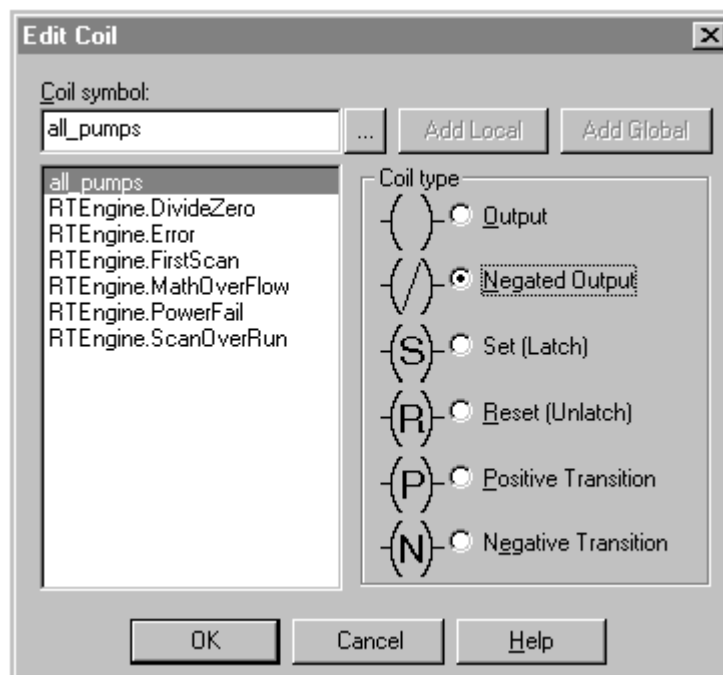 Edit Coil
Coil symbol:
all_pumps
...
Add Local
Add Global
all_pumps
RTEngine.DivideZero
RTEngine.Error
RTEngine.FirstScan
RTEngine.MathOverFlow
RTEngine.PowerFail
RTEngine.ScanOverRun
Coil type
Output
Negated Output
S Set (Latch)
R Reset (Unlatch)
P Positive Transition
N Negative Transition
OK
Cancel
Help